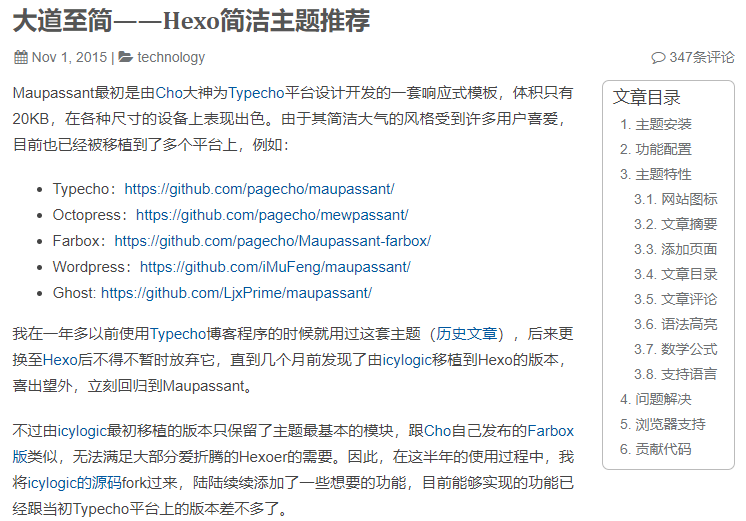 大道至简——Hexo简洁主题推荐
Nov 1, 2015 | technology
347条评论
Maupassant最初是由Cho大神为Typecho平台设计开发的一套响应式模板，体积只有
20KB，在各种尺寸的设备上表现出色。由于其简洁大气的风格受到许多用户喜爱，
目前也已经被移植到了多个平台上，例如：
• Typecho：https://github.com/pagecho/maupassant/
• Octopress：https://github.com/pagecho/mewpassant/
• Farbox：https://github.com/pagecho/Maupassant-farbox/
• Wordpress：https://github.com/iMuFeng/maupassant/
• Ghost: https://github.com/LjxPrime/maupassant/
我在一年多以前使用Typecho博客程序的时候就用过这套主题（历史文章），后来更
换至Hexo后不得不暂时放弃它，直到几个月前发现了由icylogic移植到Hexo的版本，
喜出望外，立刻回归到Maupassant。
不过由icylogic最初移植的版本只保留了主题最基本的模块，跟Cho自己发布的Farbox
版类似，无法满足大部分爱折腾的Hexoer的需要。因此，在这半年的使用过程中，我
将icylogic的源码fork过来，陆陆续续添加了一些想要的功能，目前能够实现的功能已
经跟当初Typecho平台上的版本差不多了。
文章目录
1. 主题安装
2. 功能配置
3. 主题特性
3.1. 网站图标
3.2. 文章摘要
3.3. 添加页面
3.4. 文章目录
3.5. 文章评论
3.6. 语法高亮
3.7. 数学公式
3.8. 支持语言
4. 问题解决
5. 浏览器支持
6. 贡献代码